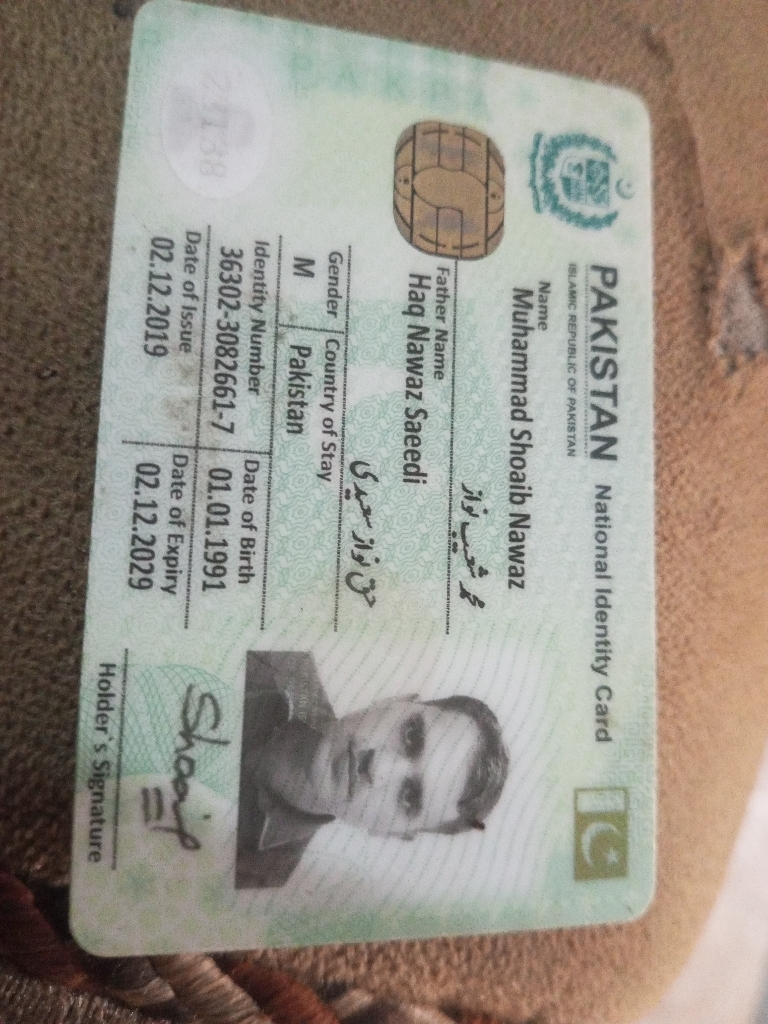 PAKISTAN National Identity Card
ISLAMIC REPUBLIC OF PAKISTAN
Name
Muhammad Shoaib Nawaz
محمد شعیب نواز
Father Name
Haq Nawaz Saeedi
حق نواز سعیدی
Gender Country of Stay
M Pakistan
Identity Number Date of Birth
36302-3082661-7 01.01.1991
Date of Issue Date of Expiry
02.12.2019 02.12.2029
Shoaib
Holder's Signature